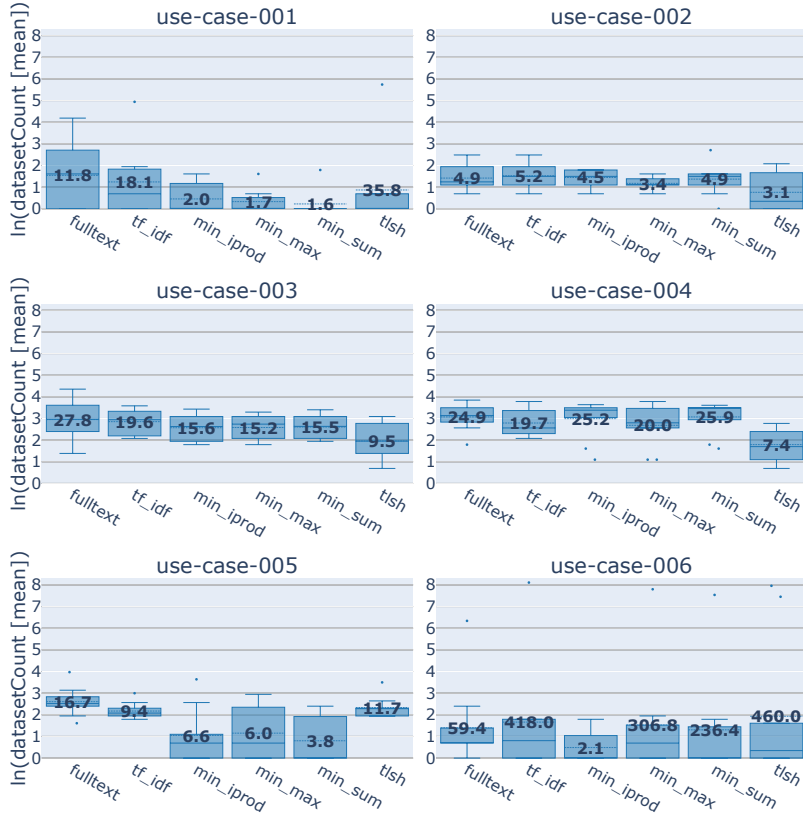 use-case-001
use-case-002
ln(datasetCount [mean])
8
7
6
5
4
3
2
1
0
11.8
18.1
2.0
1.7
1.6
35.8
fulltext
tf_idf
min_iprod
min_max
min_sum
tlsh
8
7
6
5
4
3
2
1
0
4.9
5.2
4.5
3.4
4.9
3.1
fulltext
tf_idf
min_iprod
min_max
min_sum
tlsh
use-case-003
use-case-004
ln(datasetCount [mean])
8
7
6
5
4
3
2
1
0
27.8
19.6
15.6
15.2
15.5
9.5
fulltext
tf_idf
min_iprod
min_max
min_sum
tlsh
8
7
6
5
4
3
2
1
0
24.9
19.7
25.2
20.0
25.9
7.4
fulltext
tf_idf
min_iprod
min_max
min_sum
tlsh
use-case-005
use-case-006
ln(datasetCount [mean])
8
7
6
5
4
3
2
1
0
16.7
9.4
6.6
6.0
3.8
11.7
fulltext
tf_idf
min_iprod
min_max
min_sum
tlsh
8
7
6
5
4
3
2
1
0
59.4
418.0
2.1
306.8
236.4
460.0
fulltext
tf_idf
min_iprod
min_max
min_sum
tlsh